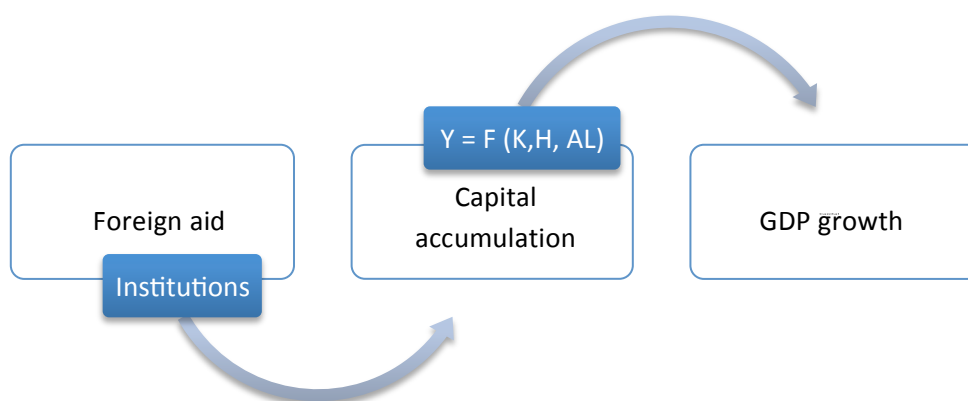 Foreign aid
Institutions
Y = F (K,H, AL)
Capital
accumulation
GDP growth